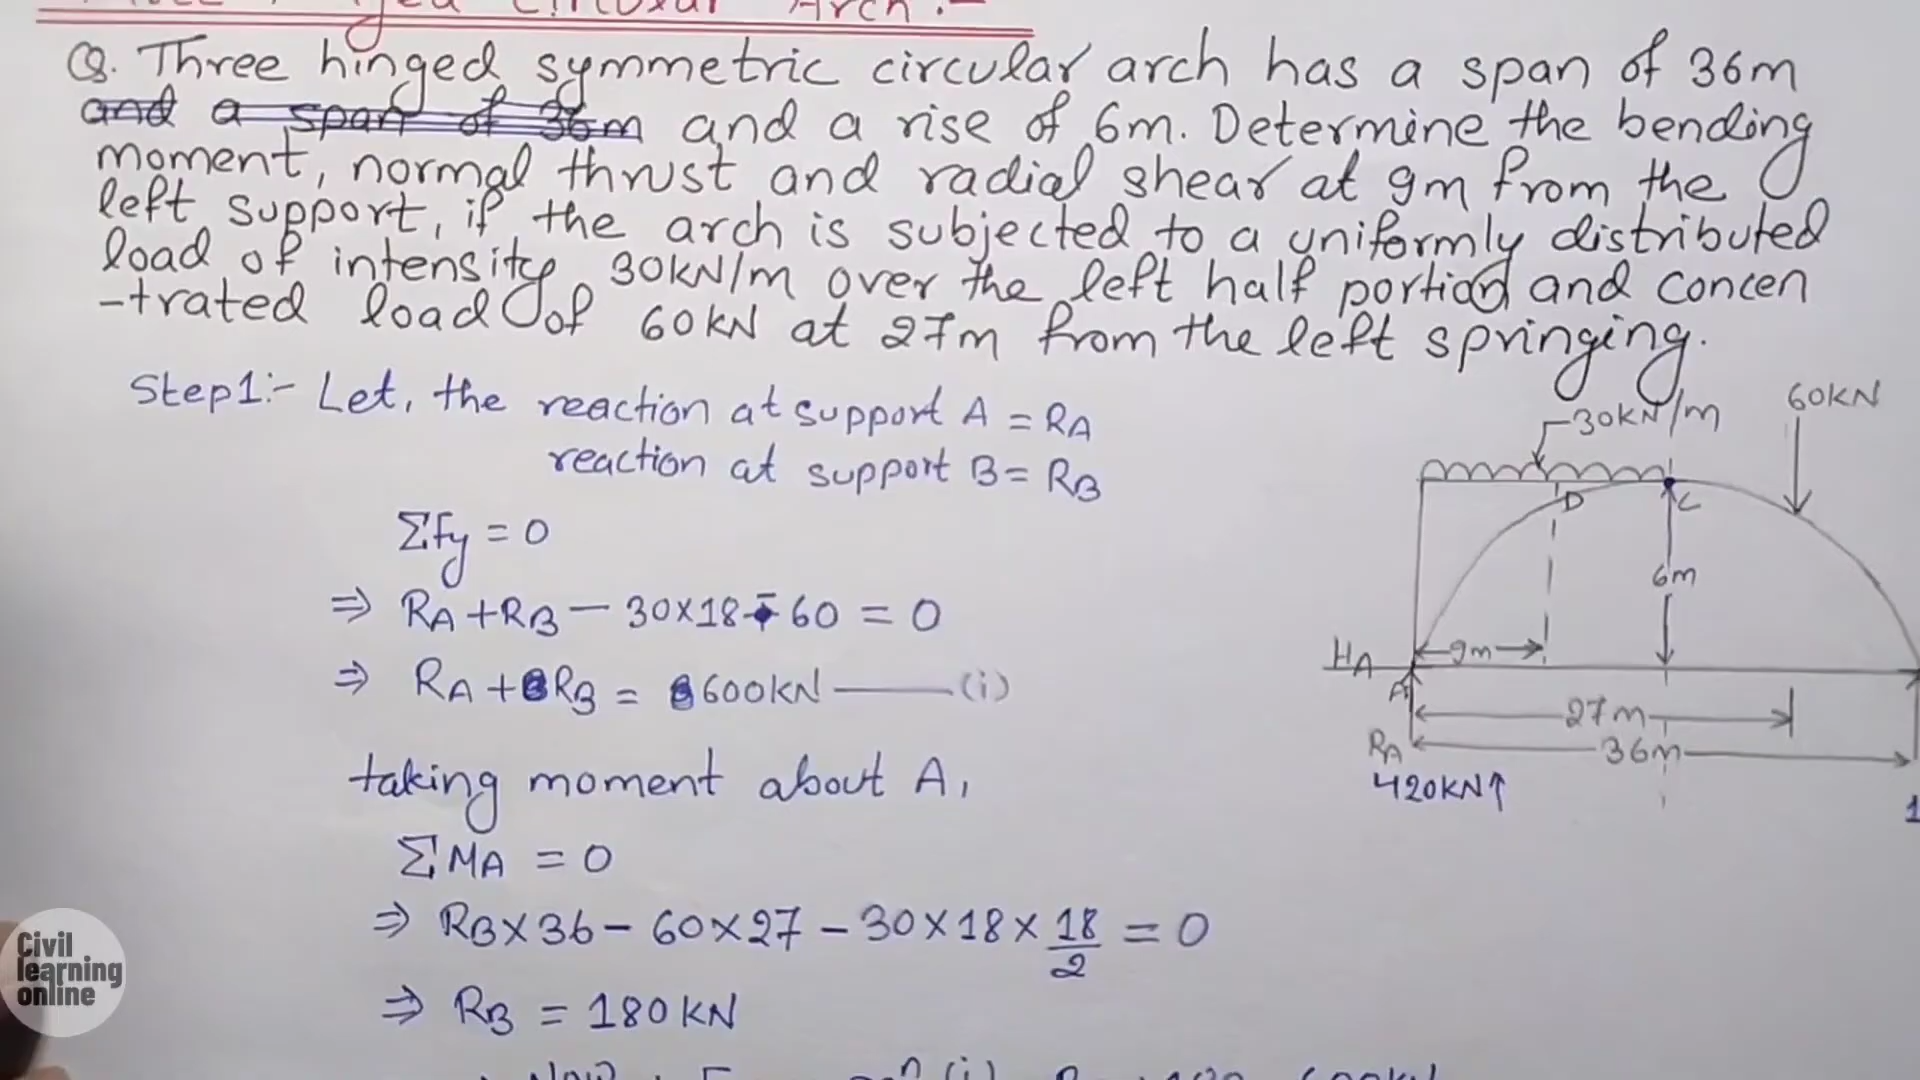 Circular Arch :-
Q. Three hinged symmetric circular arch has a span of 36m
and a span of 36m and a rise of 6m. Determine the bending
moment, normal thrust and radial shear at 9m from the
left support, if the arch is subjected to a uniformly distributed
load of intensity 30kN/m over the left half portion and concen
-trated load of 60kN at 27m from the left springing.
Step1:- Let, the reaction at support A = RA
reaction at support B = RB
ΣFy = 0
⇒ RA + RB - 30×18 - 60 = 0
⇒ RA + RB = 600kN ——— (i)
taking moment about A,
ΣMA = 0
⇒ RB×36 - 60×27 - 30×18×18/2 = 0
⇒ RB = 180kN
30kN/m
60kN
D
C
6m
HA
9m
A
27m
RA
36m
420kN↑
Civil
learning
online